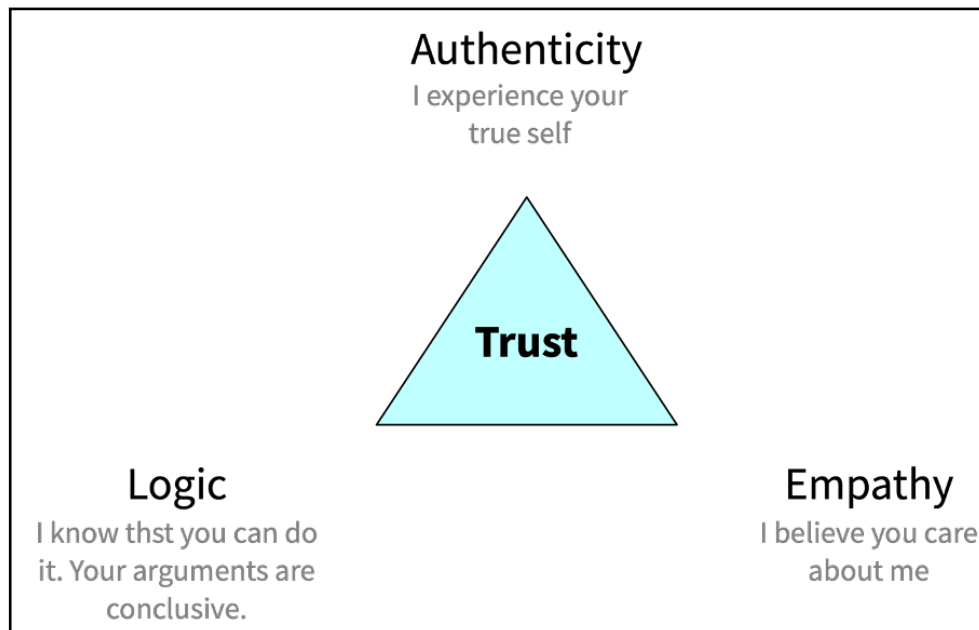 Authenticity
I experience your
true self
Trust
Logic
I know thst you can do
it. Your arguments are
conclusive.
Empathy
I believe you care
about me